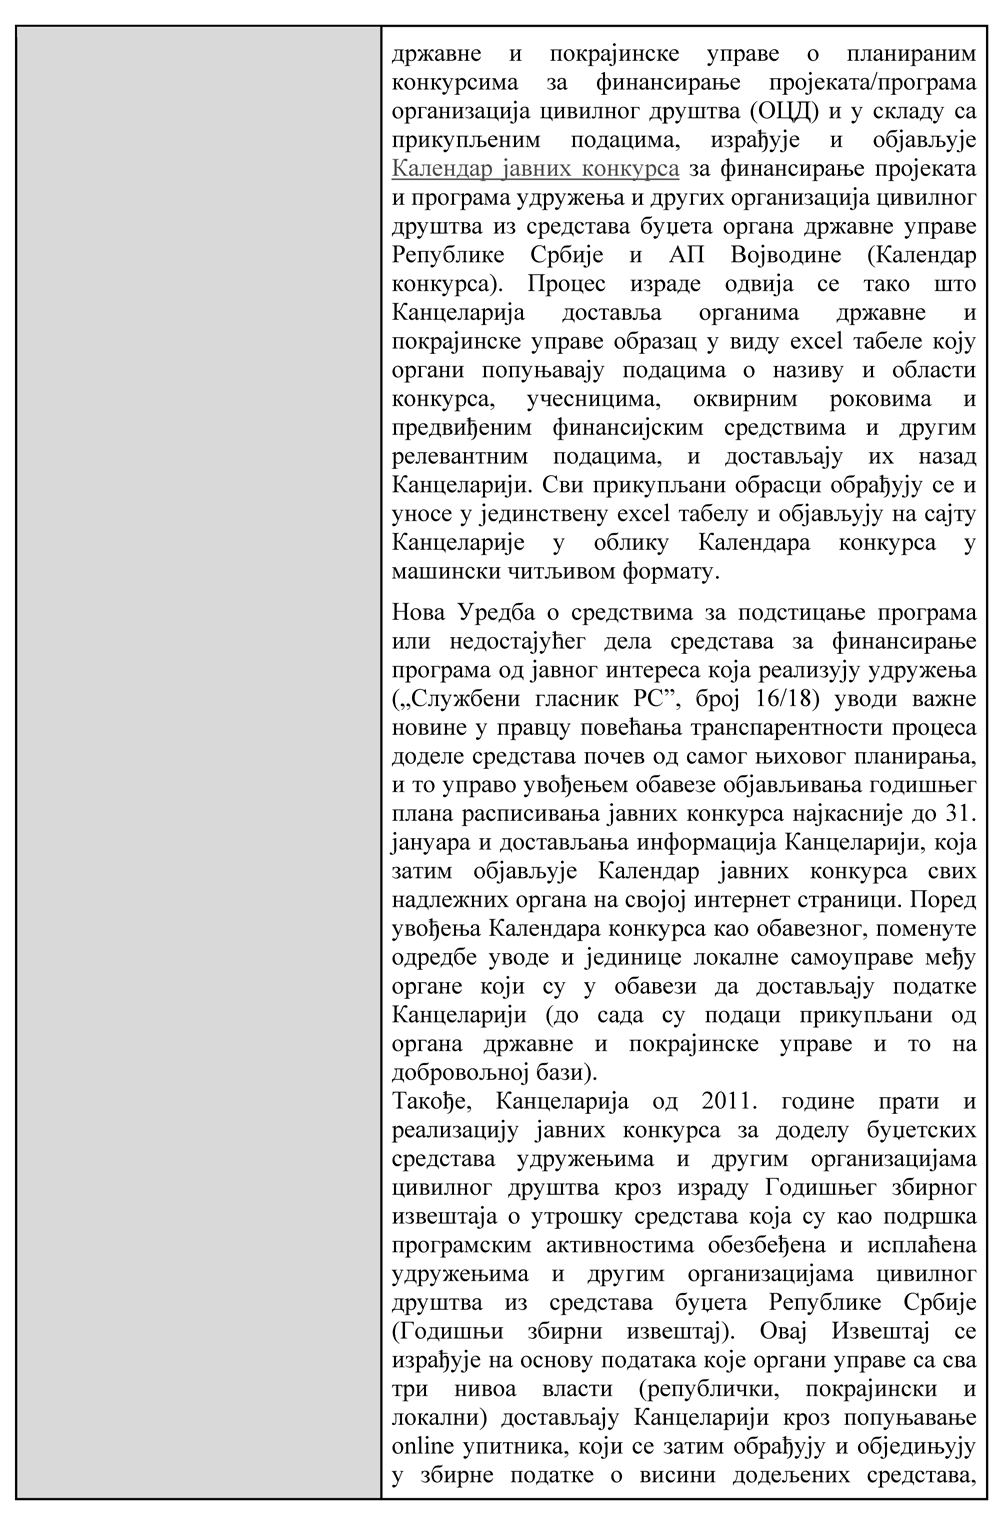 државне и покрајинске управе о планираним
конкурсима за финансирање пројеката/програма
организација цивилног друштва (ОЦД) и у складу са
прикупљеним подацима, израђује и објављује
Календар јавних конкурса за финансирање пројеката
и програма удружења и других организација цивилног
друштва из средстава буџета органа државне управе
Републике Србије и АП Војводине (Календар
конкурса). Процес израде одвија се тако што
Канцеларија доставља органима државне и
покрајинске управе образац у виду excel табеле коју
органи попуњавају подацима о називу и области
конкурса, учесницима, оквирним роковима и
предвиђеним финансијским средствима и другим
релевантним подацима, и достављају их назад
Канцеларији. Сви прикупљани обрасци обрађују се и
уносе у јединствену excel табелу и објављују на сајту
Канцеларије у облику Календара конкурса у
машински читљивом формату.
Нова Уредба о средствима за подстицање програма
или недостајућег дела средстава за финансирање
програма од јавног интереса која реализују удружења
(„Службени гласник РС”, број 16/18) уводи важне
новине у правцу повећања транспарентности процеса
доделе средстава почев од самог њиховог планирања,
и то управо увођењем обавезе објављивања годишњег
плана расписивања јавних конкурса најкасније до 31.
јануара и достављања информација Канцеларији, која
затим објављује Календар јавних конкурса свих
надлежних органа на својој интернет страници. Поред
увођења Календара конкурса као обавезног, поменуте
одредбе уводе и јединице локалне самоуправе међу
органе који су у обавези да достављају податке
Канцеларији (до сада су подаци прикупљани од
органа државне и покрајинске управе и то на
добровољној бази).
Такође, Канцеларија од 2011. године прати и
реализацију јавних конкурса за доделу буџетских
средстава удружењима и другим организацијама
цивилног друштва кроз израду Годишњег збирног
извештаја о утрошку средстава која су као подршка
програмским активностима обезбеђена и исплаћена
удружењима и другим организацијама цивилног
друштва из средстава буџета Републике Србије
(Годишњи збирни извештај). Овај Извештај се
израђује на основу података које органи управе са сва
три нивоа власти (републички, покрајински и
локални) достављају Канцеларији кроз попуњавање
online упитника, који се затим обрађују и обједињују
у збирне податке о висини додељених средстава,